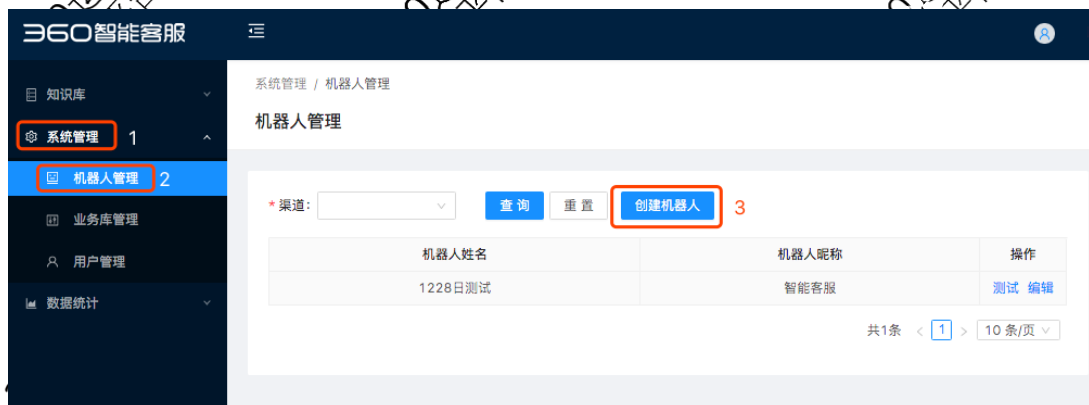 360智能客服
知识库
系统管理 1
机器人管理 2
业务库管理
用户管理
数据统计
系统管理 / 机器人管理
机器人管理
* 渠道： 查询 重置 创建机器人 3
机器人姓名 机器人昵称 操作
1228日测试 智能客服 测试 编辑
共1条 < 1 > 10 条/页